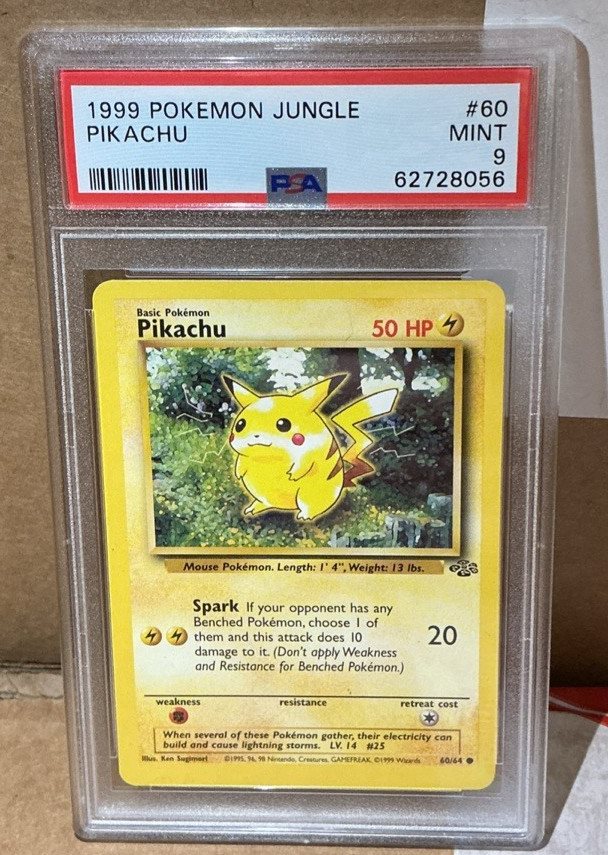 1999 POKEMON JUNGLE #60
PIKACHU MINT
9
PSA 62728056
Basic Pokémon
Pikachu 50 HP
Mouse Pokémon. Length: 1' 4", Weight: 13 lbs.
Spark If your opponent has any
Benched Pokémon, choose 1 of
them and this attack does 10
damage to it. (Don't apply Weakness
and Resistance for Benched Pokémon.)
20
weakness resistance retreat cost
When several of these Pokémon gather, their electricity can
build and cause lightning storms. LV. 14 #25
Illus. Ken Sugimori ©1995, 96, 98 Nintendo, Creatures, GAMEFREAK. ©1999 Wizards. 60/64